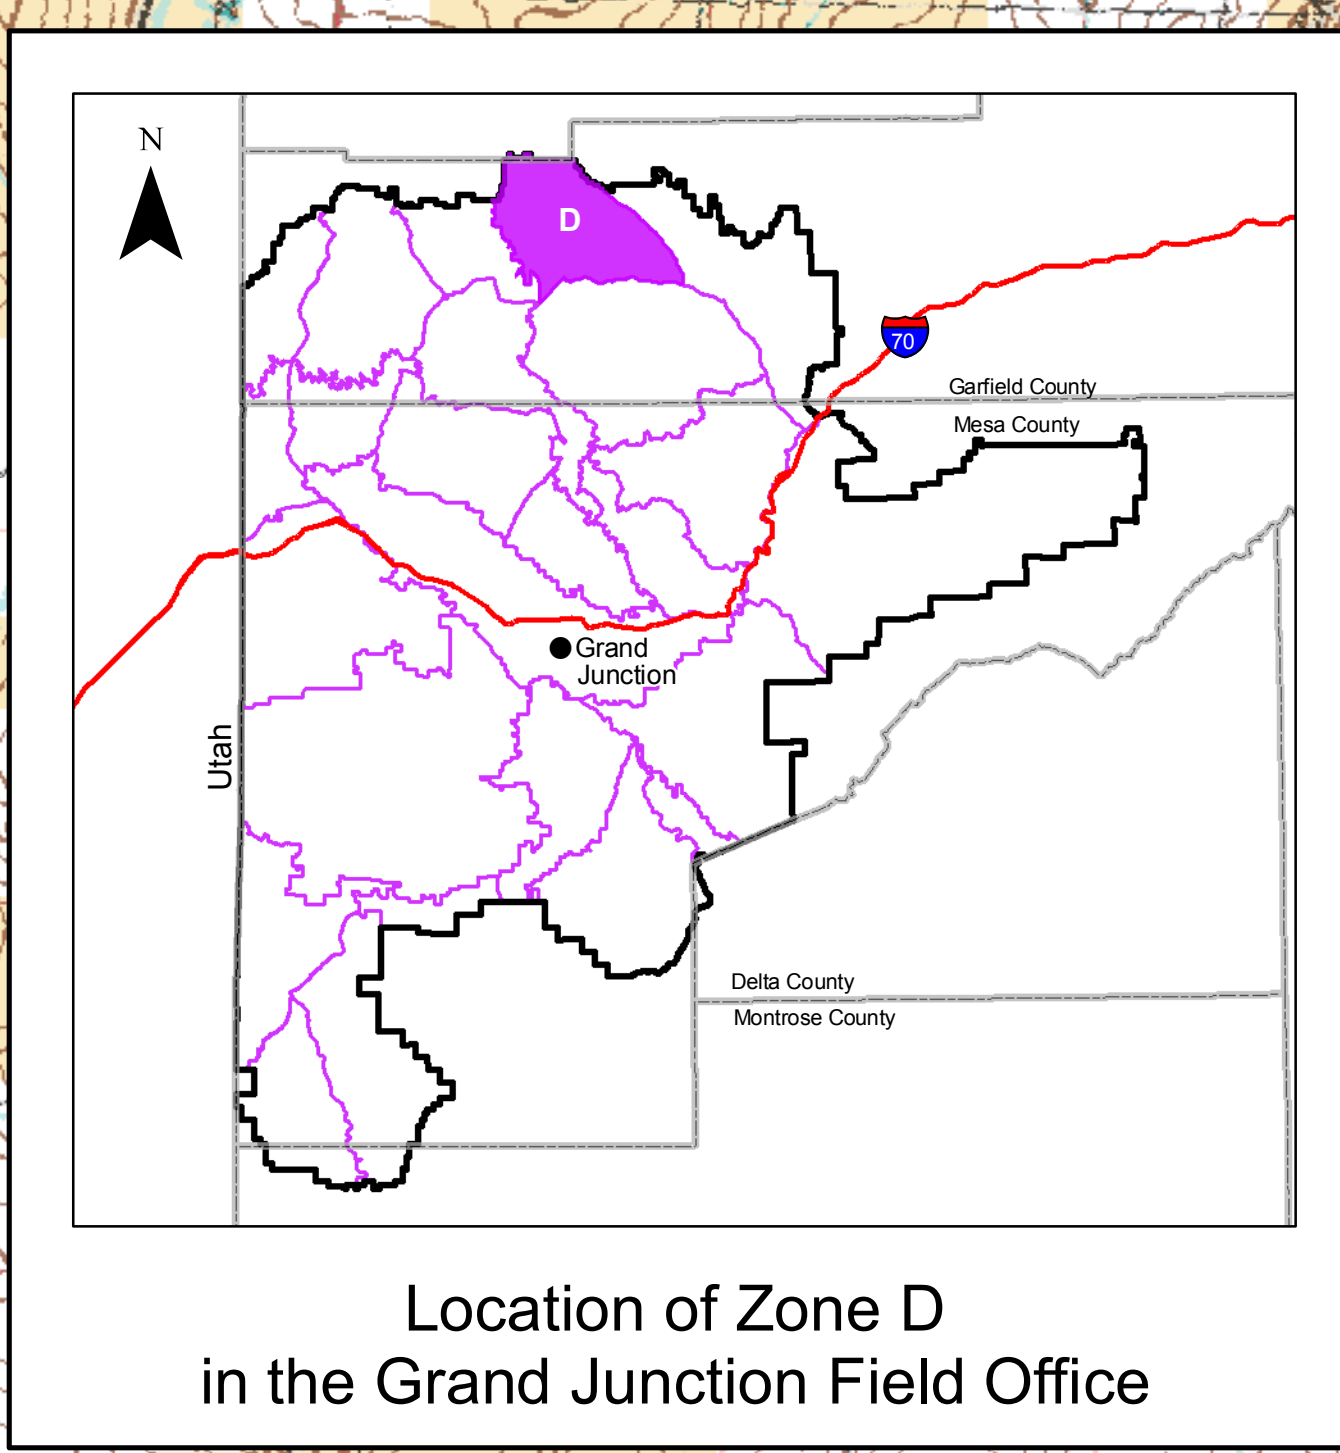 N
D
70
Garfield County
Mesa County
Grand
Junction
Utah
Delta County
Montrose County
Location of Zone D
in the Grand Junction Field Office